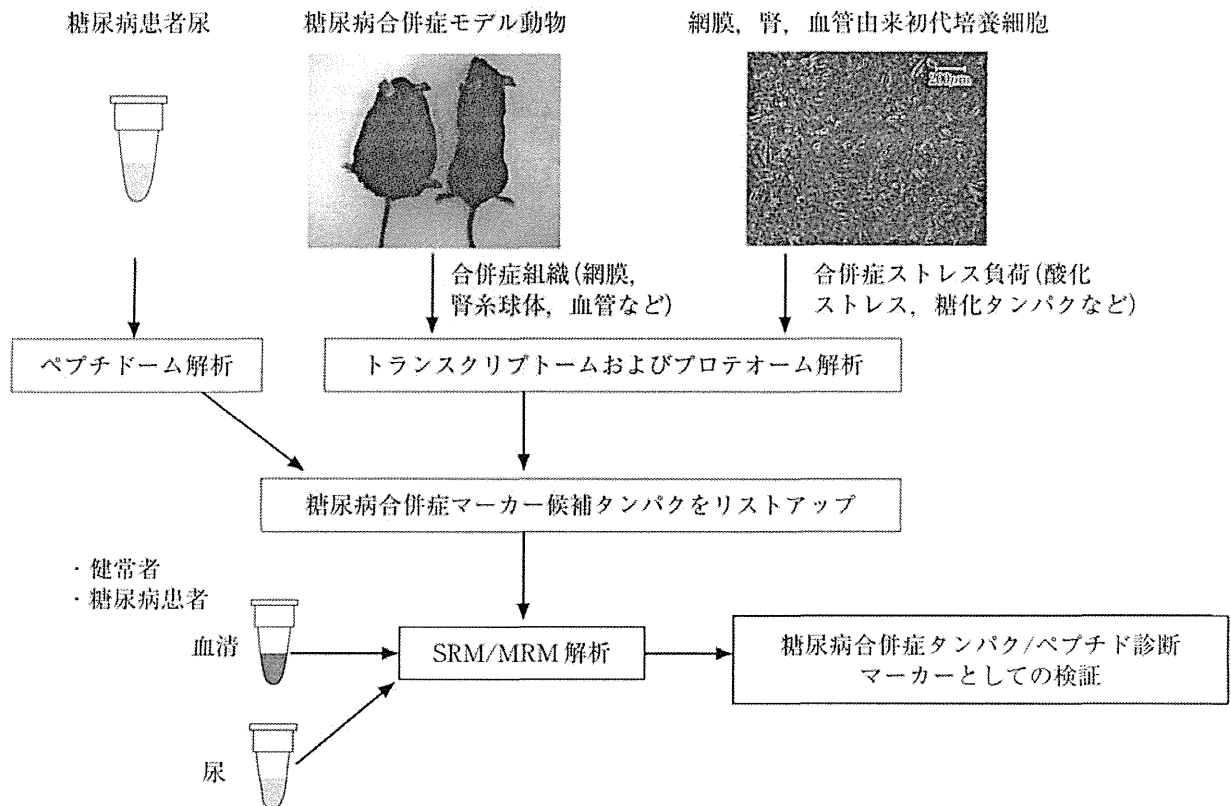 糖尿病患者尿
糖尿病合併症モデル動物
網膜，腎，血管由来初代培養細胞
200μm
合併症組織(網膜，
腎糸球体，血管など)
合併症ストレス負荷(酸化
ストレス，糖化タンパクなど)
ペプチドーム解析
トランスクリプトームおよびプロテオーム解析
糖尿病合併症マーカー候補タンパクをリストアップ
・健常者
・糖尿病患者
血清
SRM/MRM 解析
糖尿病合併症タンパク/ペプチド診断
マーカーとしての検証
尿